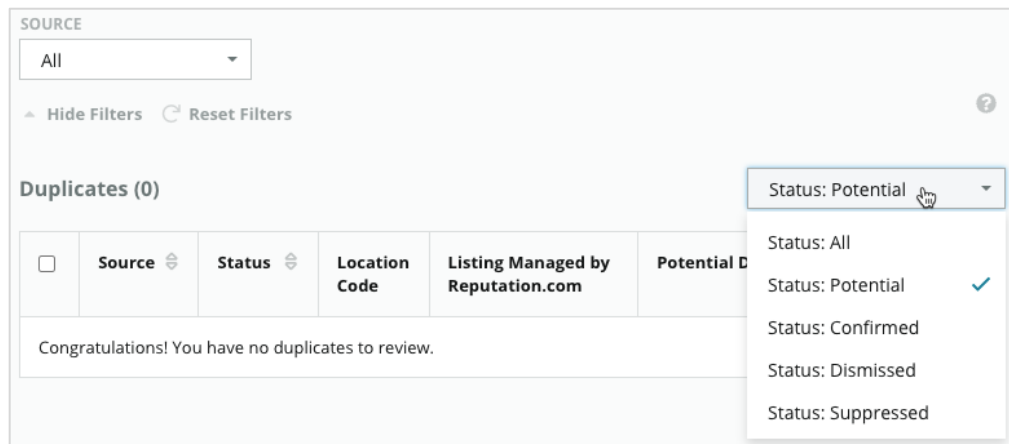 SOURCE
All
Hide Filters Reset Filters
?
Duplicates (0)
Status: Potential
Source Status Location Code Listing Managed by Reputation.com Potential D
Congratulations! You have no duplicates to review.
Status: All
Status: Potential
Status: Confirmed
Status: Dismissed
Status: Suppressed